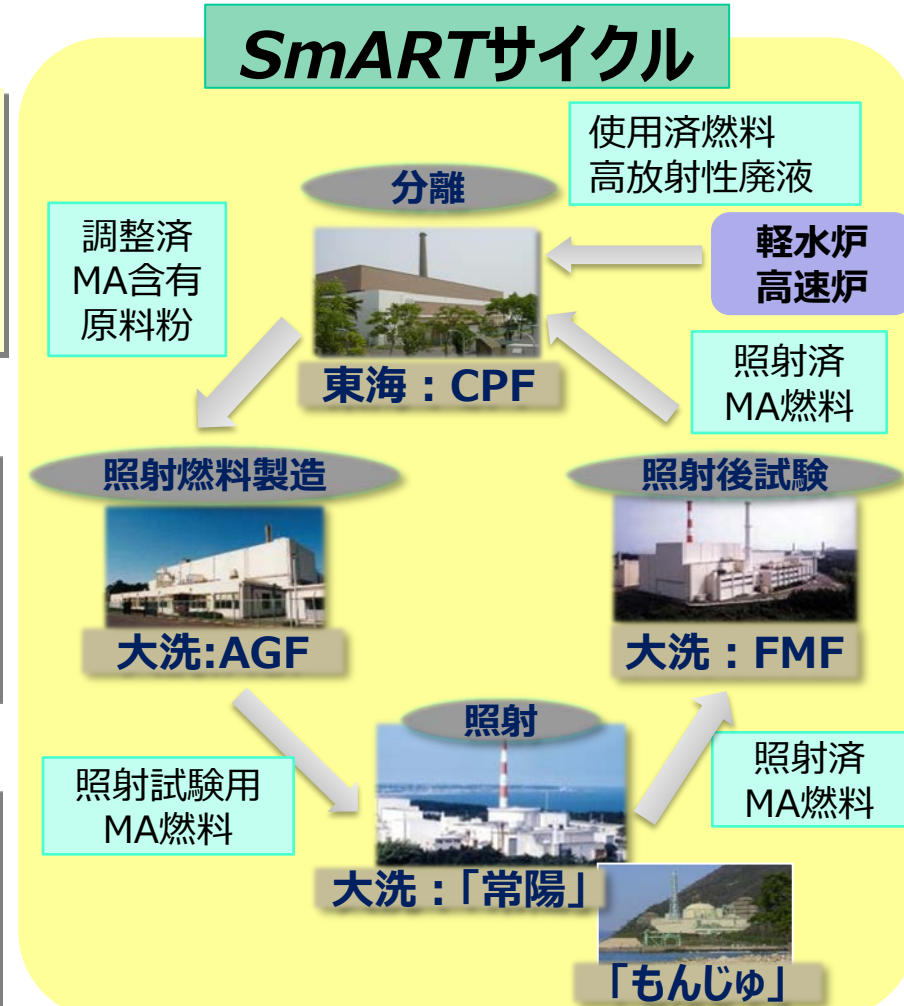 SmARTサイクル
使用済燃料
高放射性廃液
分離
調整済
MA含有
原料粉
軽水炉
高速炉
東海：CPF
照射済
MA燃料
照射燃料製造
照射後試験
大洗:AGF
大洗：FMF
照射
照射試験用
MA燃料
照射済
MA燃料
大洗：「常陽」
「もんじゅ」